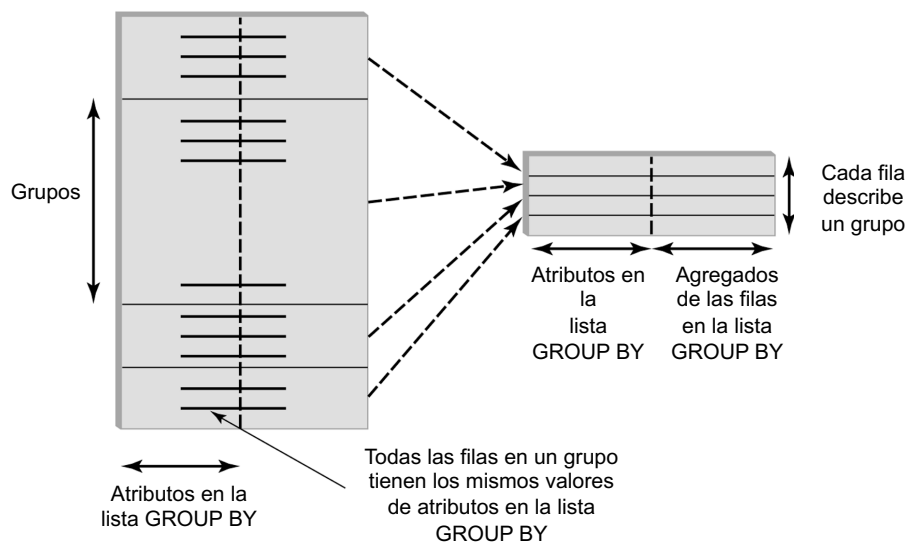 Grupos
Cada fila
describe
un grupo
Atributos en
la
lista
GROUP BY
Agregados
de las filas
en la lista
GROUP BY
Atributos en la
lista GROUP BY
Todas las filas en un grupo
tienen los mismos valores
de atributos en la lista
GROUP BY